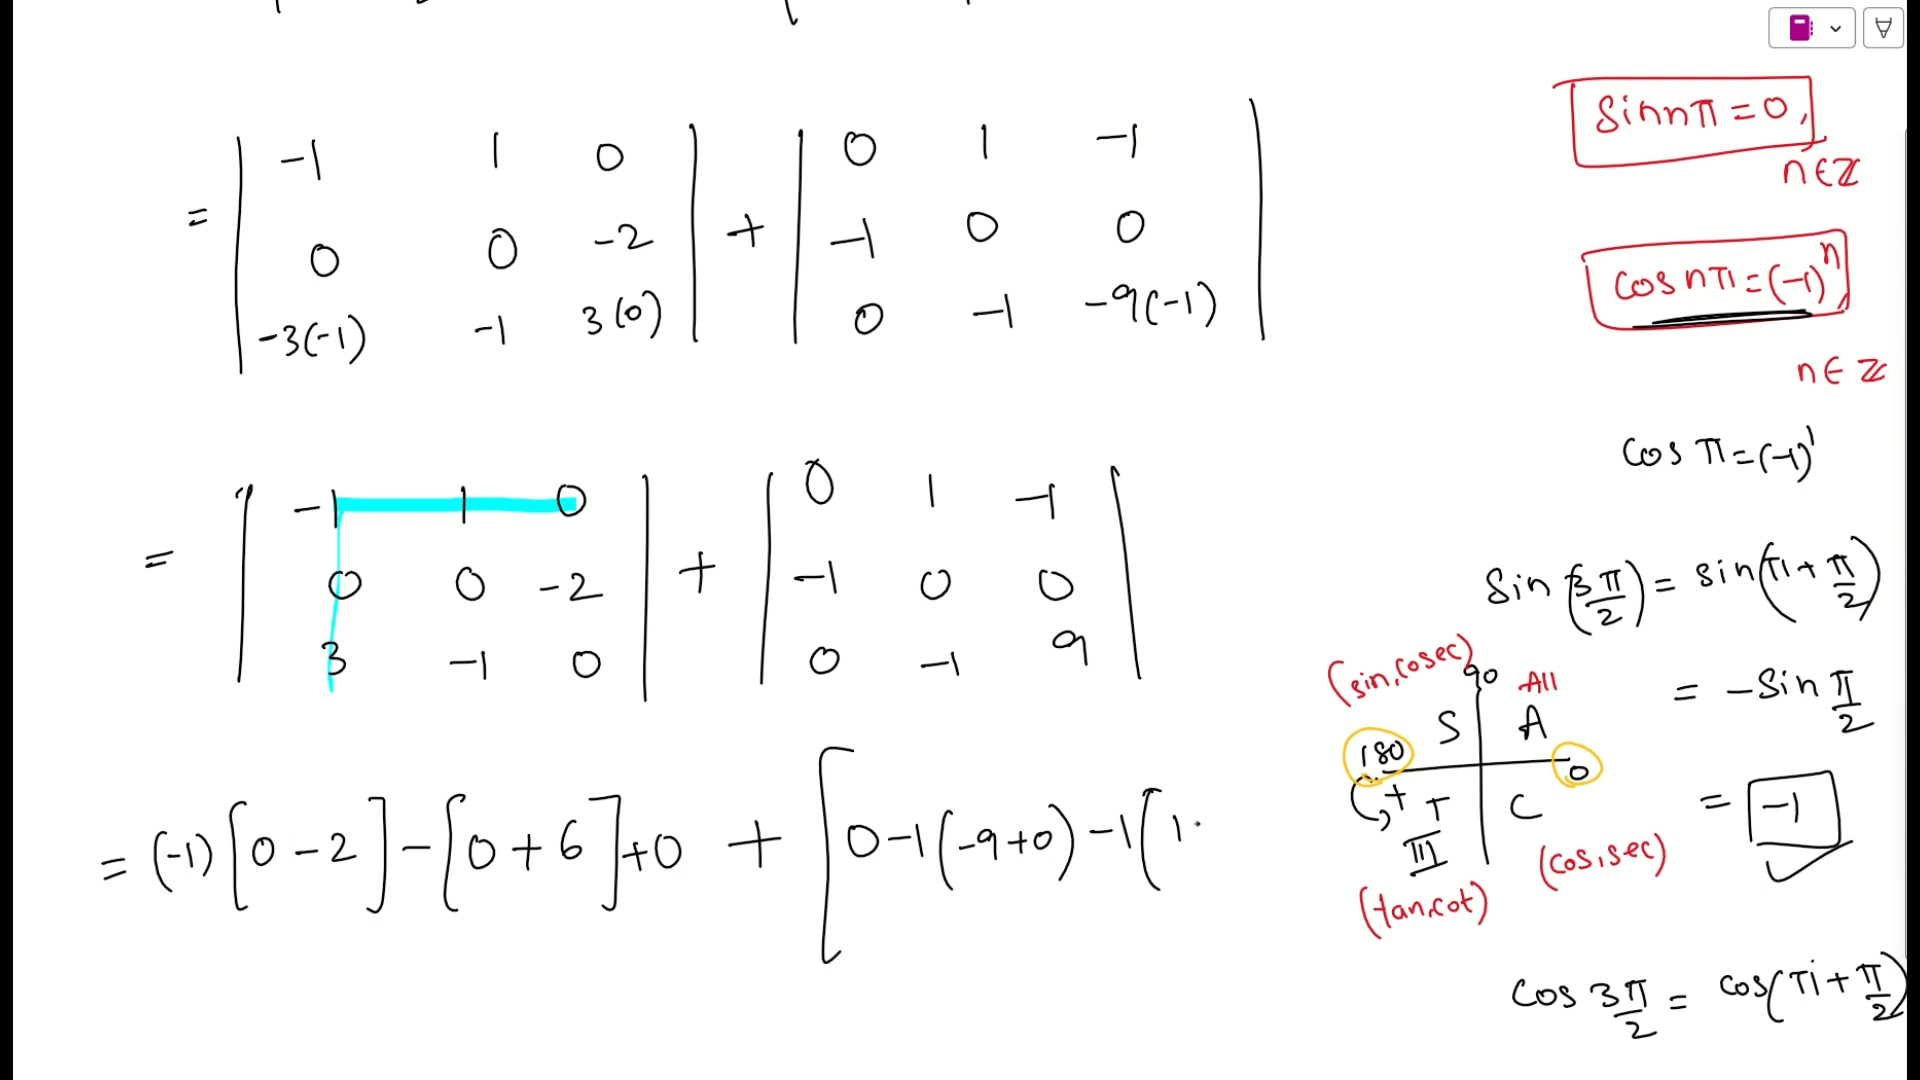 = | -1 1 0 | + | 0 1 -1 |
| 0 0 -2 | | -1 0 0 |
| -3(-1) -1 3(0) | | 0 -1 -9(-1) |
= | -1 1 0 | + | 0 1 -1 |
| 0 0 -2 | | -1 0 0 |
| 3 -1 0 | | 0 -1 9 |
= (-1) [0-2] - [0+6] +0 + [ 0-1(-9+0) -1(1.
sin nπ = 0,
n∈ℤ
cos nπ = (-1)ⁿ,
n∈ℤ
cos π = (-1)¹
sin (3π/2) = sin(π + π/2)
= -sin π/2
= -1
(sin, cosec) 90 All
S A
180 0
+ T C
III
(tan, cot) (cos, sec)
cos 3π/2 = cos(π + π/2)